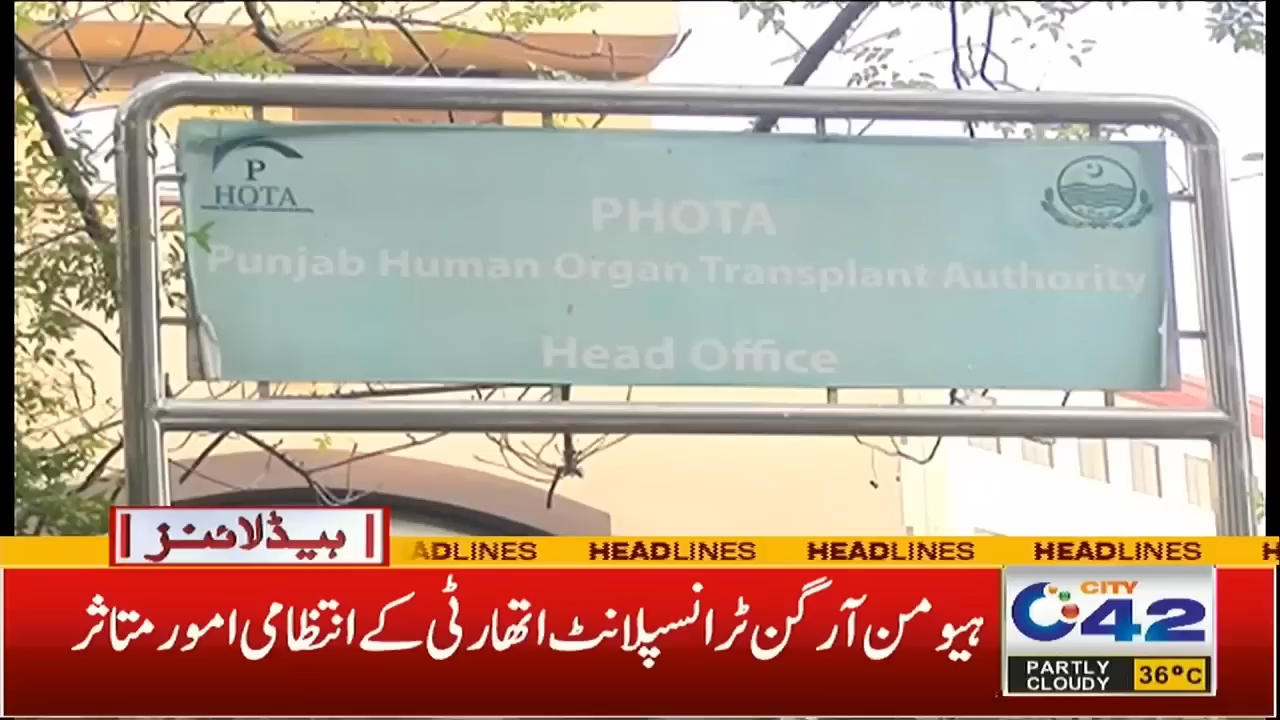 P
HOTA
PHOTA
Punjab Human Organ Transplant Authority
Head Office
ہیڈلائنز
ADLINES HEADLINES HEADLINES HEADLINES H
ہیومن آرگن ٹرانسپلانٹ اتھارٹی کے انتظامی امور متاثر
CITY
42
PARTLY CLOUDY 36°C